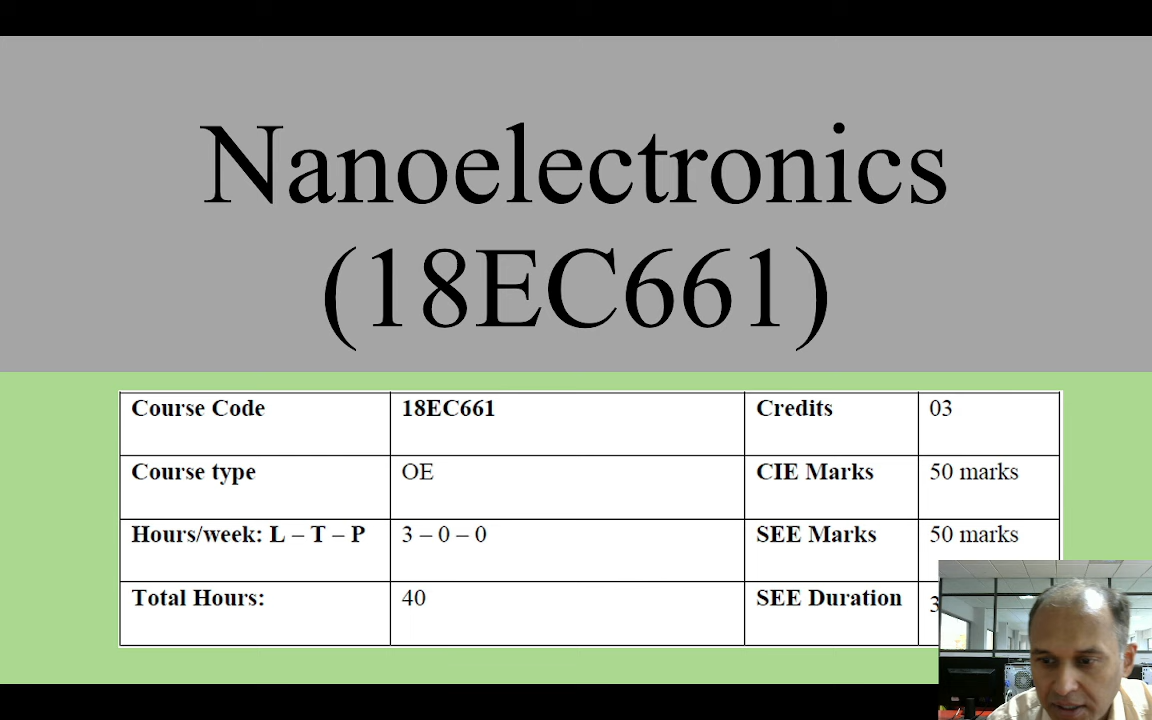 Nanoelectronics
(18EC661)
Course Code 18EC661 Credits 03
Course type OE CIE Marks 50 marks
Hours/week: L – T – P 3 – 0 – 0 SEE Marks 50 marks
Total Hours: 40 SEE Duration 3